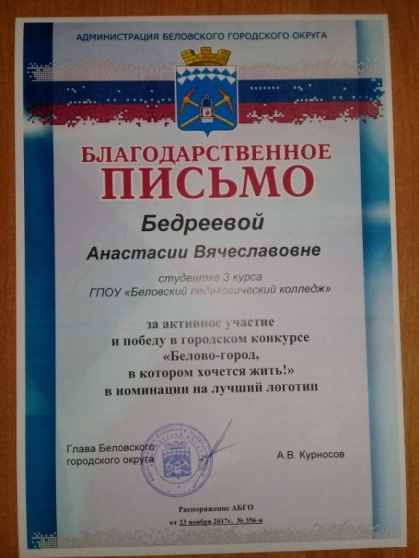 АДМИНИСТРАЦИЯ БЕЛОВСКОГО ГОРОДСКОГО ОКРУГА
БЛАГОДАРСТВЕННОЕ
ПИСЬМО
Бедреевой
Анастасии Вячеславовне
студентке 3 курса
ГПОУ «Беловский педагогический колледж»
за активное участие
и победу в городском конкурсе
«Белово-город,
в котором хочется жить!»
в номинации на лучший логотип
Глава Беловского
городского округа
А.В. Курносов
Распоряжение АБГО
от 23 ноября 2017г. № 356-п